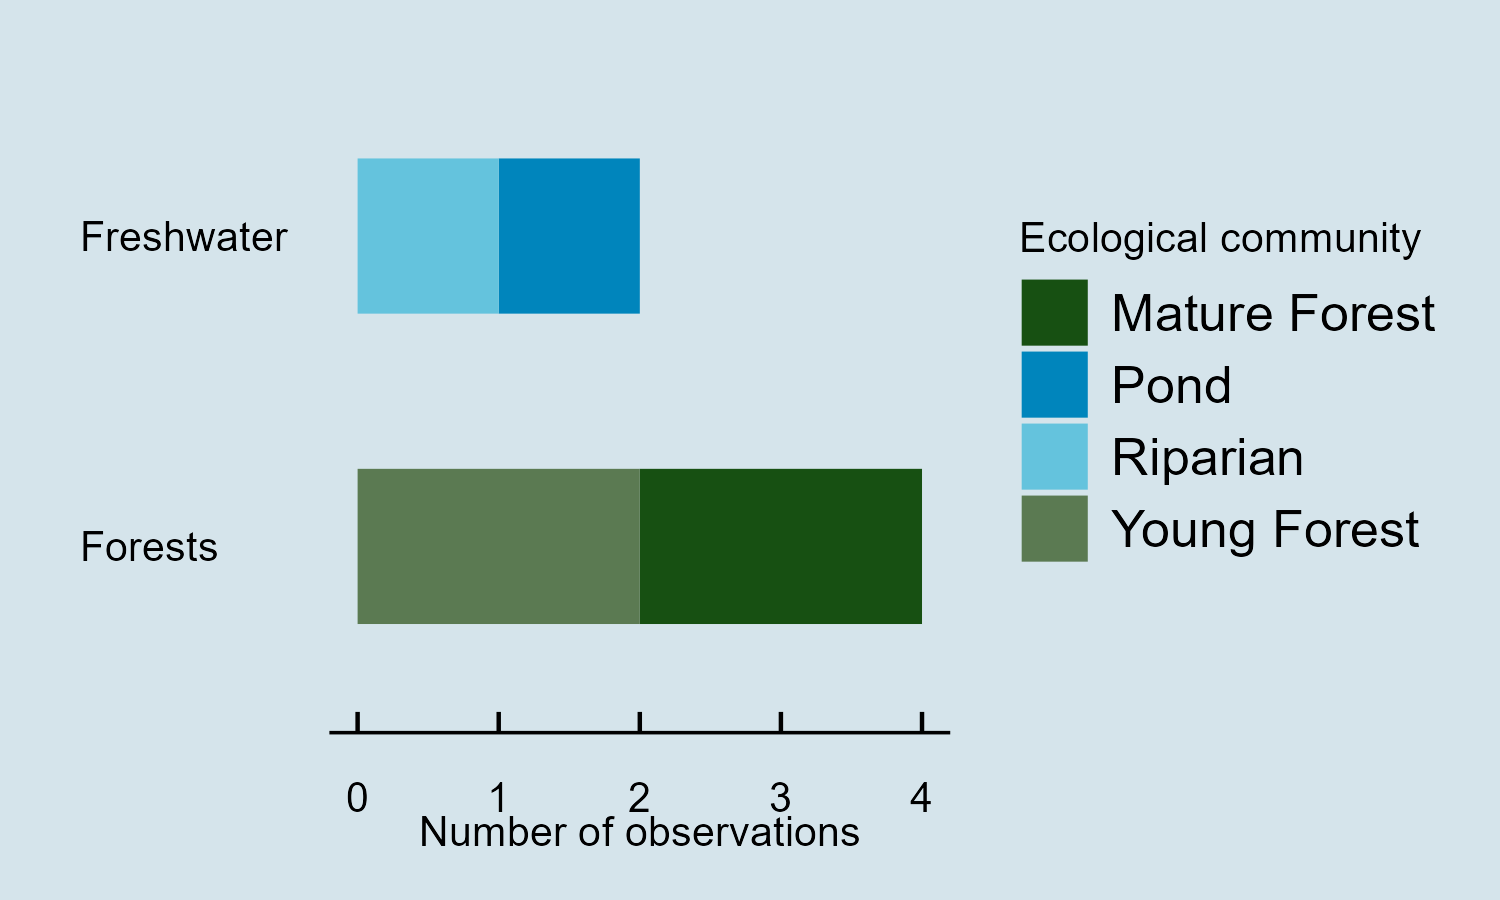 Freshwater
Forests
0 1 2 3 4
Number of observations
Ecological community
Mature Forest
Pond
Riparian
Young Forest